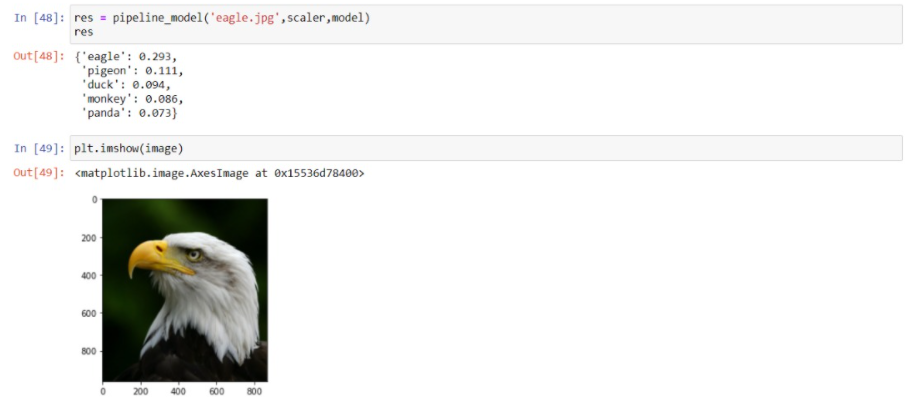 In [48]: res = pipeline_model('eagle.jpg',scaler,model)
res
Out[48]: {'eagle': 0.293,
'pigeon': 0.111,
'duck': 0.094,
'monkey': 0.086,
'panda': 0.073}
In [49]: plt.imshow(image)
Out[49]: <matplotlib.image.AxesImage at 0x15536d78400>
0
200
400
600
800
0 200 400 600 800